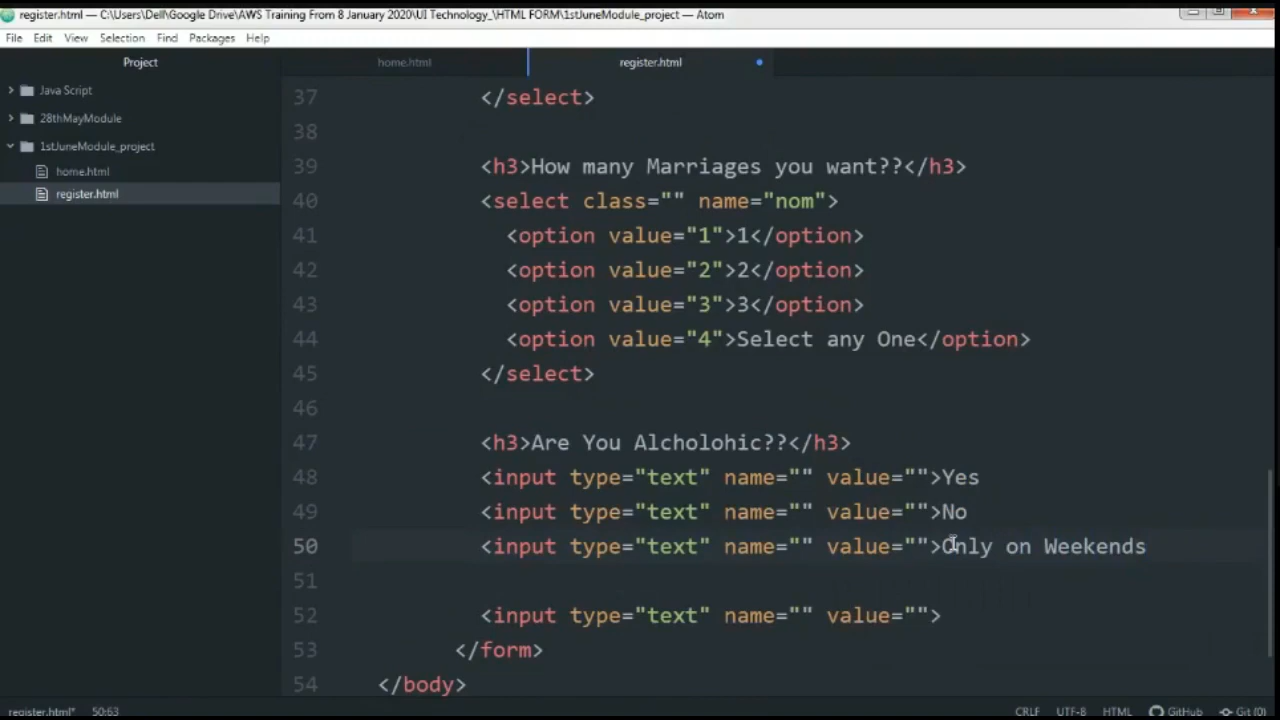 register.html — C:\Users\Dell\Google Drive\AWS Training From 8 January 2020\UI Technology_\HTML FORM\1stJuneModule_project — Atom
File Edit View Selection Find Packages Help
Project
home.html
register.html
Java Script
28thMayModule
1stJuneModule_project
home.html
register.html
37 </select>
38
39 <h3>How many Marriages you want??</h3>
40 <select class="" name="nom">
41 <option value="1">1</option>
42 <option value="2">2</option>
43 <option value="3">3</option>
44 <option value="4">Select any One</option>
45 </select>
46
47 <h3>Are You Alcholohic??</h3>
48 <input type="text" name="" value="">Yes
49 <input type="text" name="" value="">No
50 <input type="text" name="" value="">Only on Weekends
51
52 <input type="text" name="" value="">
53 </form>
54 </body>
register.html* 50:63 CRLF UTF-8 HTML GitHub Git (0)